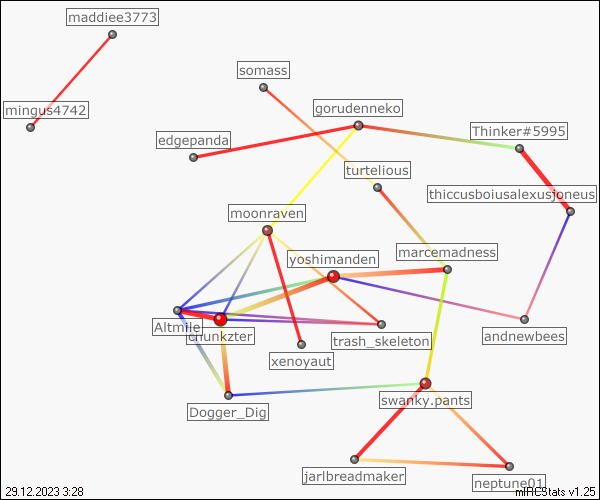 maddiee3773
somass
mingus4742
gorudenneko
Thinker#5995
edgepanda
turtelious
thiccusboiusalexusjoneus
moonraven
marcemadness
yoshimanden
Altmile
chunkzter
trash_skeleton
andnewbees
xenoyaut
swanky.pants
Dogger_Dig
jarlbreadmaker
neptune01
29.12.2023 3:28
mIRCStats v1.25